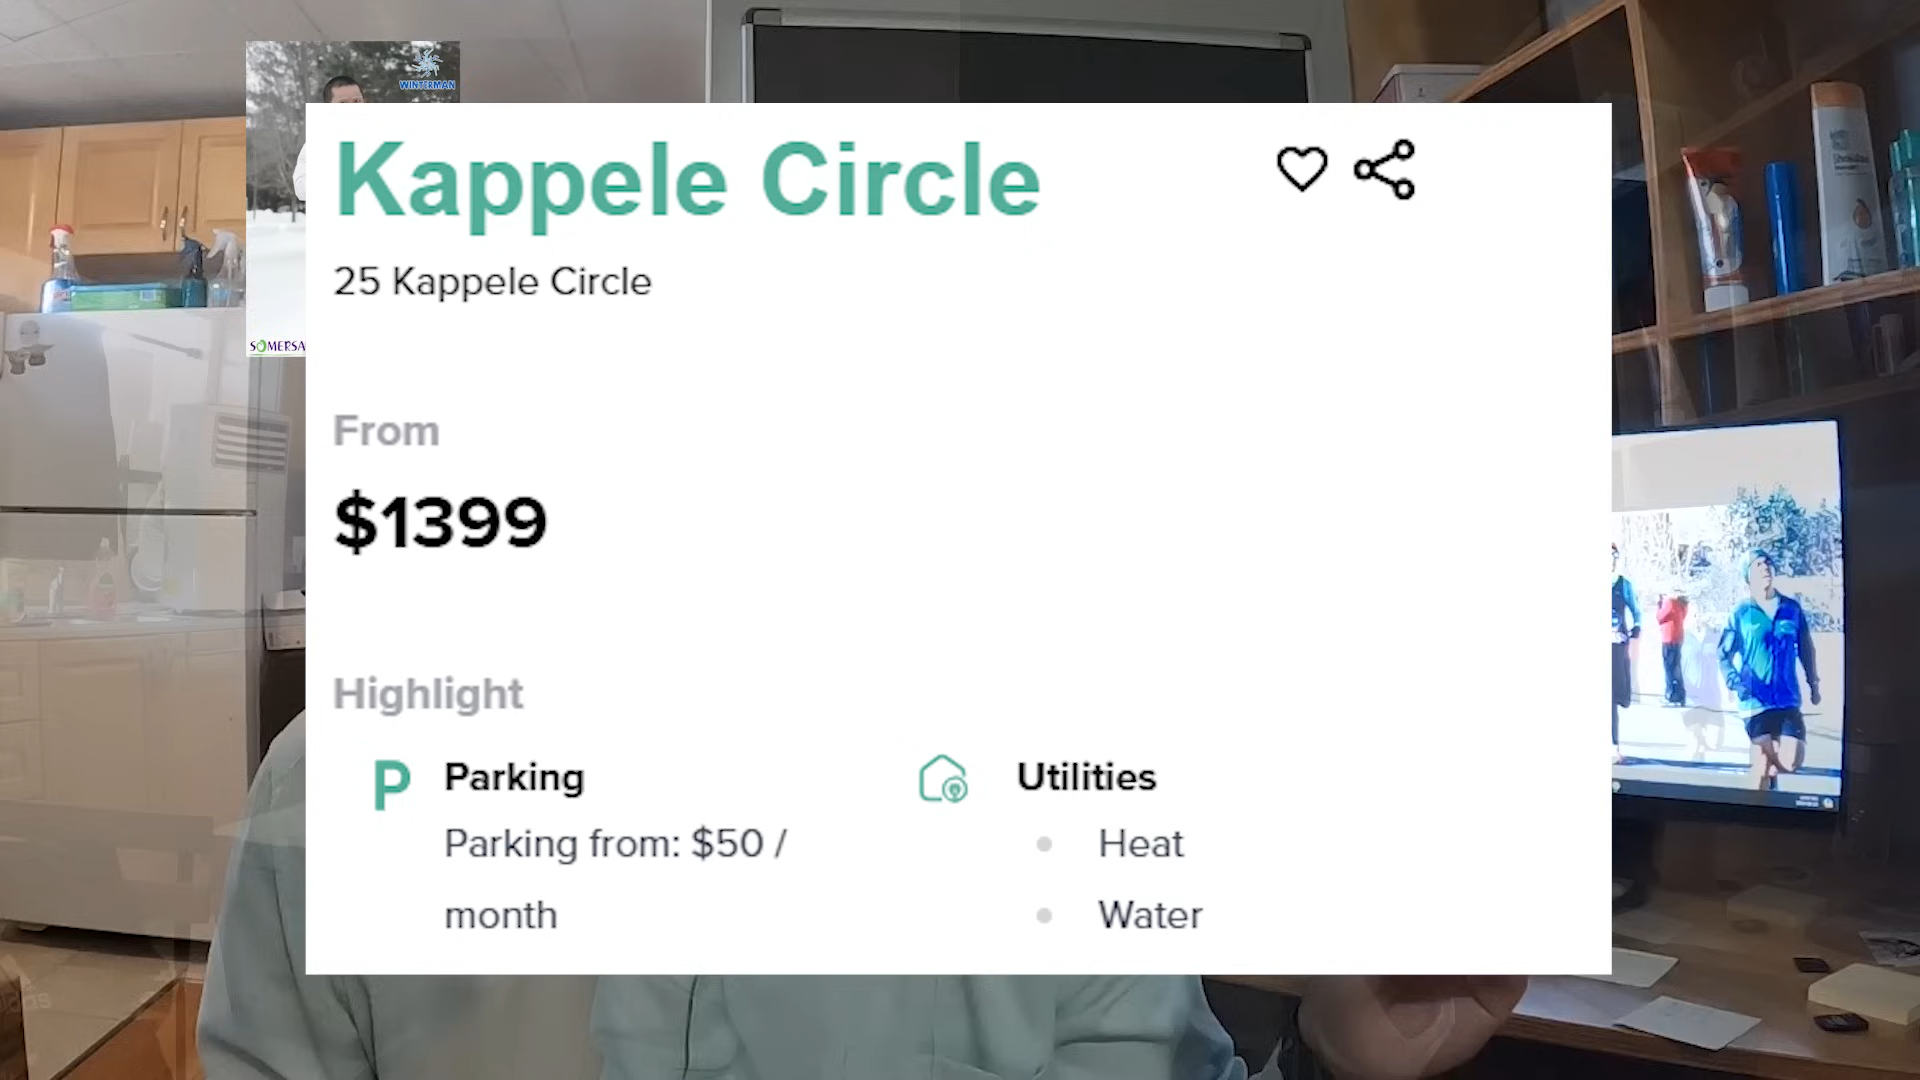 WINTERMAN
SOMERSA
Kappele Circle
25 Kappele Circle
From
$1399
Highlight
P
Parking
Parking from: $50 /
month
Utilities
Heat
Water